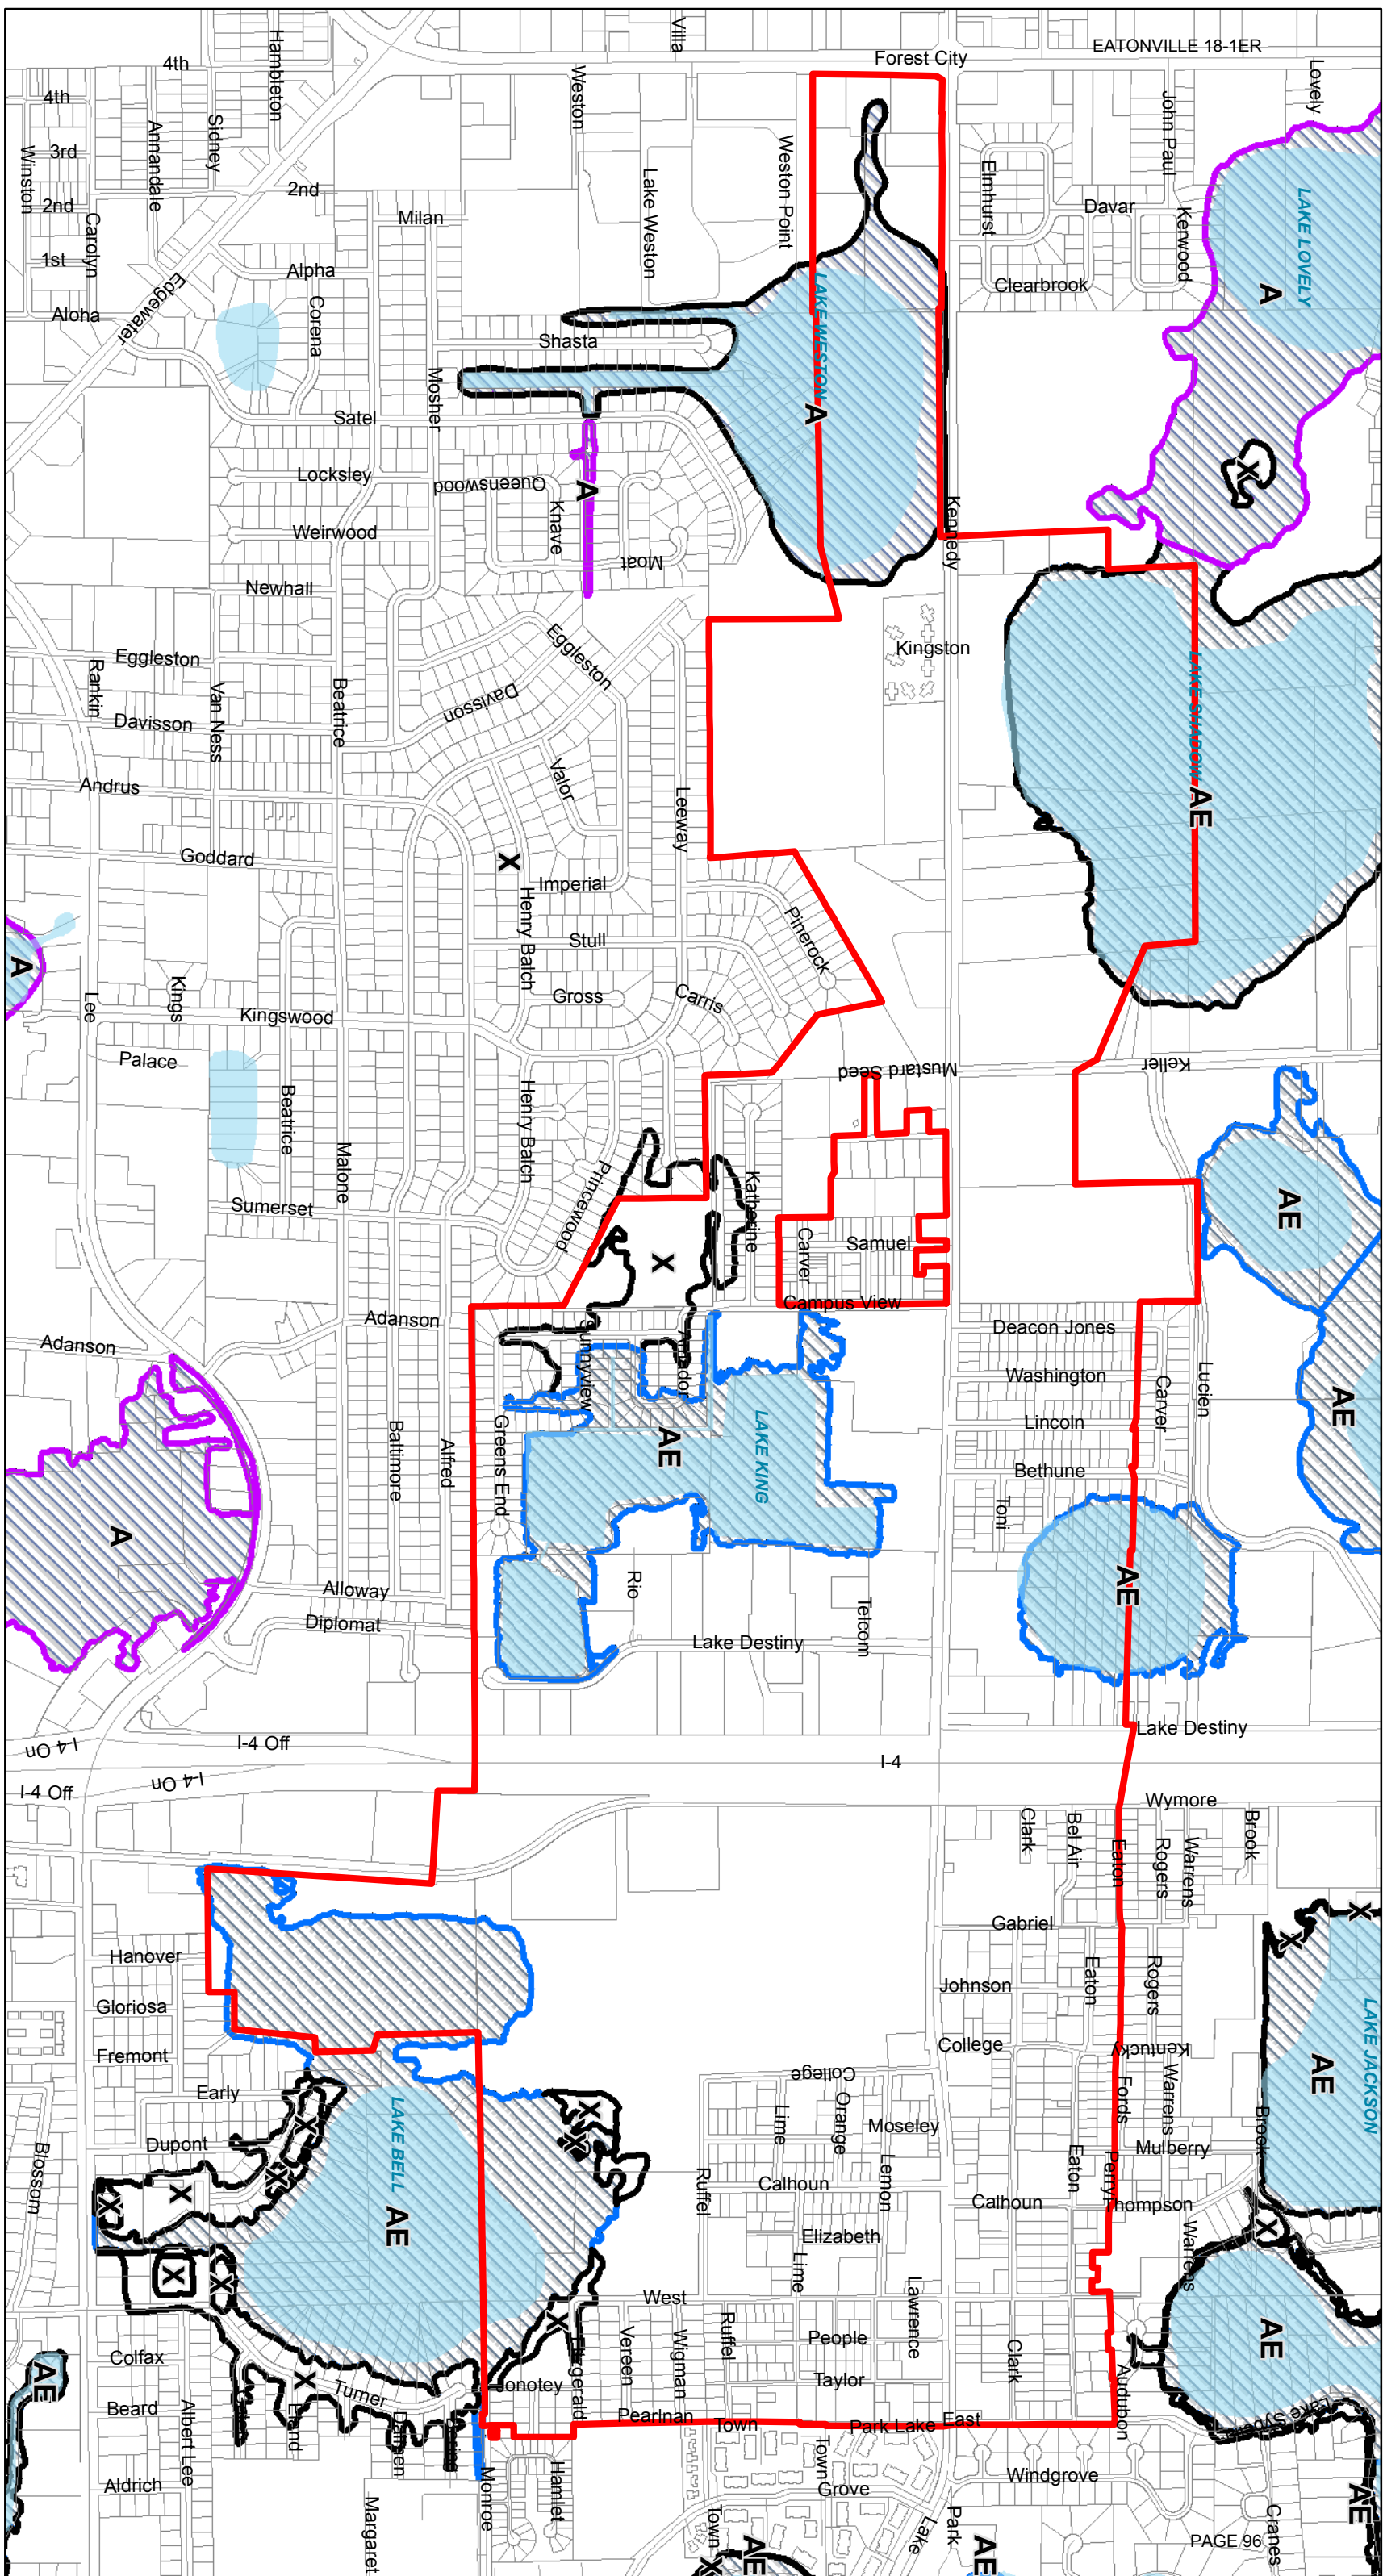 EATONVILLE 18-1ER
Forest City
Villa
Lovely
Hambleton
4th
4th
Weston
John Paul
Sidney
Annandale
3rd
Winston
2nd
2nd
Carolyn
1st
Milan
Lake Weston
Weston Point
Elmhurst
Davar
Kerwood
LAKE LOVELY
A
Alpha
Edgewater
Aloha
Corena
Clearbrook
Shasta
LAKE WESTON
A
Mosher
Satel
Locksley
Queenswood
A
Knave
Weirwood
Moat
Kennedy
X
Newhall
Eggleston
Eggleston
Kingston
Rankin
Van Ness
Beatrice
Davisson
Davisson
LAKE SHADOW
AE
Andrus
Valor
Leeway
Goddard
X
Imperial
Henry Balch
Stull
Pinerock
A
Kings
Gross
Carris
Lee
Kingswood
Palace
Mustard Seed
Keller
Beatrice
Henry Balch
Malone
Sumerset
Princewood
Katherine
X
Carver
Samuel
AE
Campus View
Adanson
Adanson
Sunnyview
Deacon Jones
Washington
Lincoln
Bethune
Toni
Carver
Lucien
AE
Baltimore
Alfred
Greens End
AE
LAKE KING
A
Alloway
Diplomat
Rio
Telcom
AE
Lake Destiny
Lake Destiny
I-4 On
I-4 Off
I-4
I-4 On
I-4 Off
Wymore
Clark
Bel Air
Eaton
Rogers
Warrens
Brook
Gabriel
X
X
Hanover
Gloriosa
Fremont
Johnson
Eaton
Rogers
College
College
Kentucky
LAKE JACKSON
AE
Early
Dupont
X
X
X
LAKE BELL
AE
X
X
Lime
Orange
Moseley
Fords
Warrens
Mulberry
Brook
Blossom
X
Ruffel
Calhoun
Lemon
Calhoun
Eaton
Perry
Thompson
Elizabeth
Lime
Warrens
X
X
X
West
Lawrence
AE
X
Vereen
Wigman
Ruffel
People
Taylor
Clark
Colfax
Fitzgerald
AE
Beard
Albert Lee
X
Eland
Turner
Pearlnan
Town
Park Lake
East
Audubon
Aldrich
Monroe
Hamlet
Town
Grove
Windgrove
Margaret
Town
Lake
Park
Cranes
AE
PAGE 96
X
AE
AE